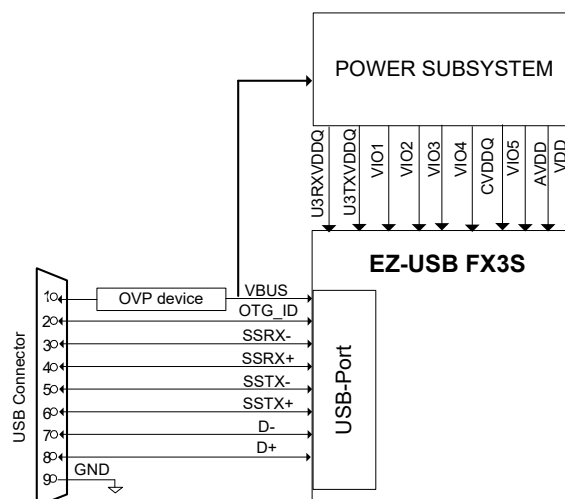 POWER SUBSYSTEM
U3RXVDDQ
U3TXVDDQ
VIO1
VIO2
VIO3
VIO4
CVDDQ
VIO5
AVDD
VDD
EZ-USB FX3S
USB-Port
USB Connector
OVP device
1
VBUS
2
OTG_ID
3
SSRX-
4
SSRX+
5
SSTX-
6
SSTX+
7
D-
8
D+
9
GND